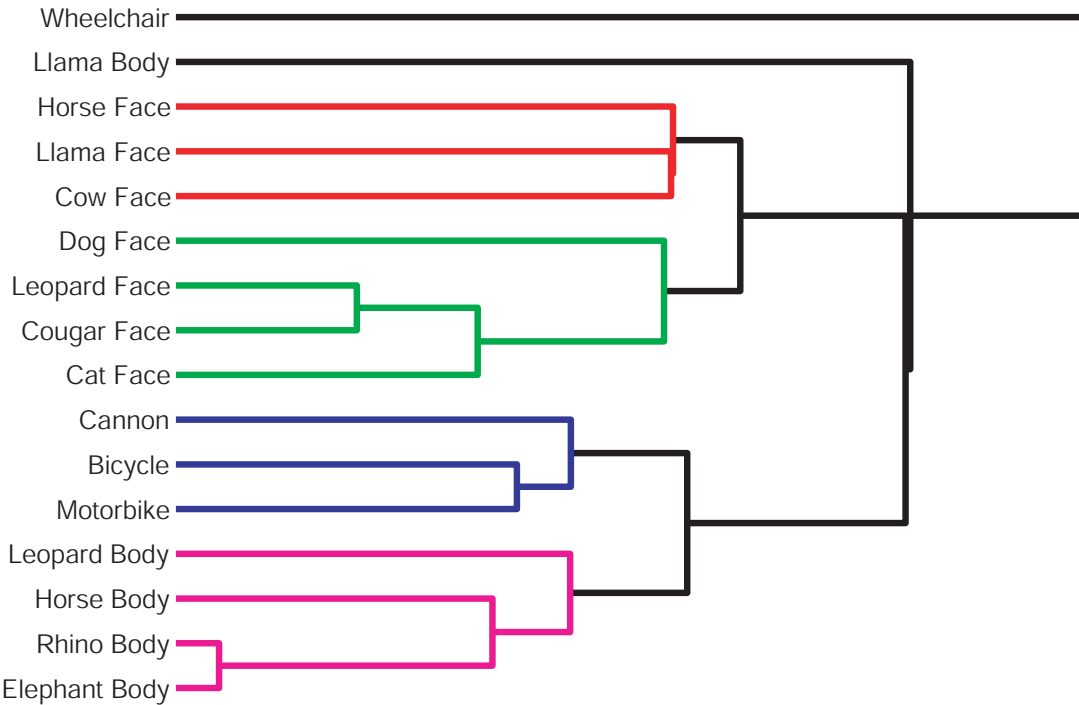 Wheelchair
Llama Body
Horse Face
Llama Face
Cow Face
Dog Face
Leopard Face
Cougar Face
Cat Face
Cannon
Bicycle
Motorbike
Leopard Body
Horse Body
Rhino Body
Elephant Body